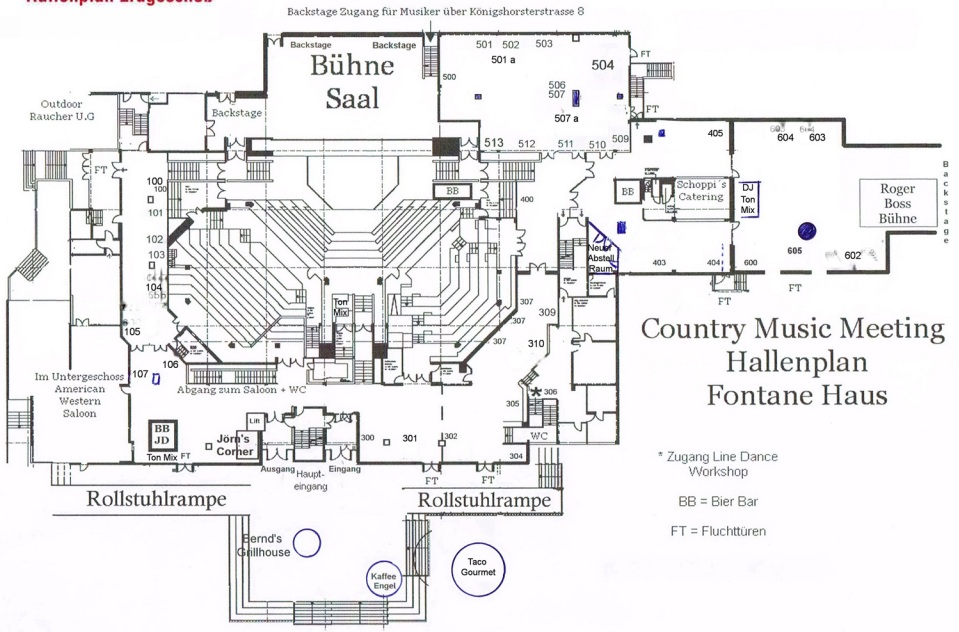 Hallenplan Erdgeschoß
Backstage Zugang für Musiker über Königshorsterstrasse 8
Backstage
Backstage
Bühne
Saal
501
502
503
501 a
504
500
506
507
507 a
FT
FT
Outdoor
Raucher U.G
Backstage
513
512
511
510
509
405
604
603
FT
100
100
101
102
103
104
105
106
107
BB
400
BB
Schoppi´s
Catering
DJ
Ton
Mix
Roger
Boss
Bühne
Backstage
Neuer
Abstell
Raum
605
602
403
404
600
FT
FT
Ton
Mix
307
307
307
309
310
Country Music Meeting
Hallenplan
Fontane Haus
Im Untergeschoss
American
Western
Saloon
Abgang zum Saloon + WC
* 306
305
BB
JD
Ton Mix
FT
Jörn's
Corner
Lift
300
301
302
304
WC
Ausgang
Haupt-
eingang
Eingang
FT
FT
* Zugang Line Dance
Workshop
BB = Bier Bar
FT = Fluchttüren
Rollstuhlrampe
Rollstuhlrampe
Bernd's
Grillhouse
Kaffee
Engel
Taco
Gourmet